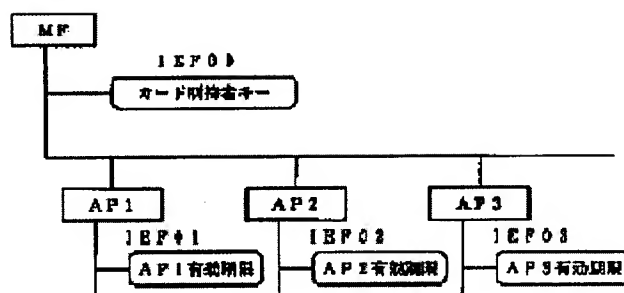 MF
IEF00
カード所持者キー
AP1
AP2
AP3
IEF01
IEF02
IEF03
AP1有効期限
AP2有効期限
AP3有効期限